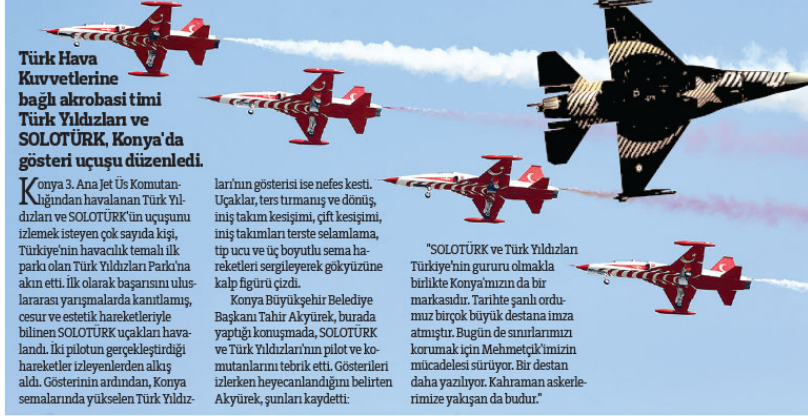 Türk Hava
Kuvvetlerine
bağlı akrobasi timi
Türk Yıldızları ve
SOLOTÜRK, Konya'da
gösteri uçuşu düzenledi.
Konya 3. Ana Jet Üs Komutan-
lığından havalanan Türk Yıl-
dızları ve SOLOTÜRK'ün uçuşunu
izlemek isteyen çok sayıda kişi,
Türkiye'nin havacılık temalı ilk
parkı olan Türk Yıldızları Parkı'na
akın etti. İlk olarak başarısını ulus-
lararası yarışmalarda kanıtlamış,
cesur ve estetik hareketleriyle
bilinen SOLOTÜRK uçakları hava-
landı. İki pilotun gerçekleştirdiği
hareketler izleyenlerden alkış
aldı. Gösterinin ardından, Konya
semalarında yükselen Türk Yıldız-
ları'nın gösterisi ise nefes kesti.
Uçaklar, ters tırmanış ve dönüş,
iniş takım kesişimi, çift kesişimi,
iniş takımları terste selamlama,
tip ucu ve üç boyutlu sema ha-
reketleri sergileyerek gökyüzüne
kalp figürü çizdi.
Konya Büyükşehir Belediye
Başkanı Tahir Akyürek, burada
yaptığı konuşmada, SOLOTÜRK
ve Türk Yıldızları'nın pilot ve ko-
mutanlarını tebrik etti. Gösterileri
izlerken heyecanlandığını belirten
Akyürek, şunları kaydetti:
"SOLOTÜRK ve Türk Yıldızları
Türkiye'nin gururu olmakla
birlikte Konya'mızın da bir
markasıdır. Tarihte şanlı ordu-
muz birçok büyük destana imza
atmıştır. Bugün de sınırlarımızı
korumak için Mehmetçik'imizin
mücadelesi sürüyor. Bir destan
daha yazılıyor. Kahraman askerle-
rimize yakışan da budur."